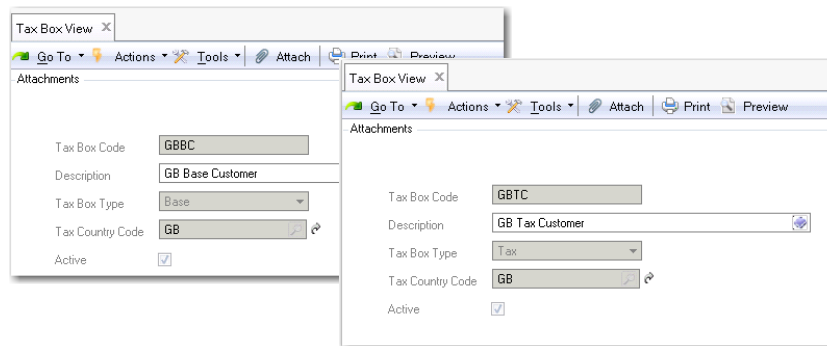 Tax Box View X
Go To Actions Tools Attach Print Preview
Attachments
Tax Box Code GBBC
Description GB Base Customer
Tax Box Type Base
Tax Country Code GB
Active
Tax Box View X
Go To Actions Tools Attach Print Preview
Attachments
Tax Box Code GBTC
Description GB Tax Customer
Tax Box Type Tax
Tax Country Code GB
Active